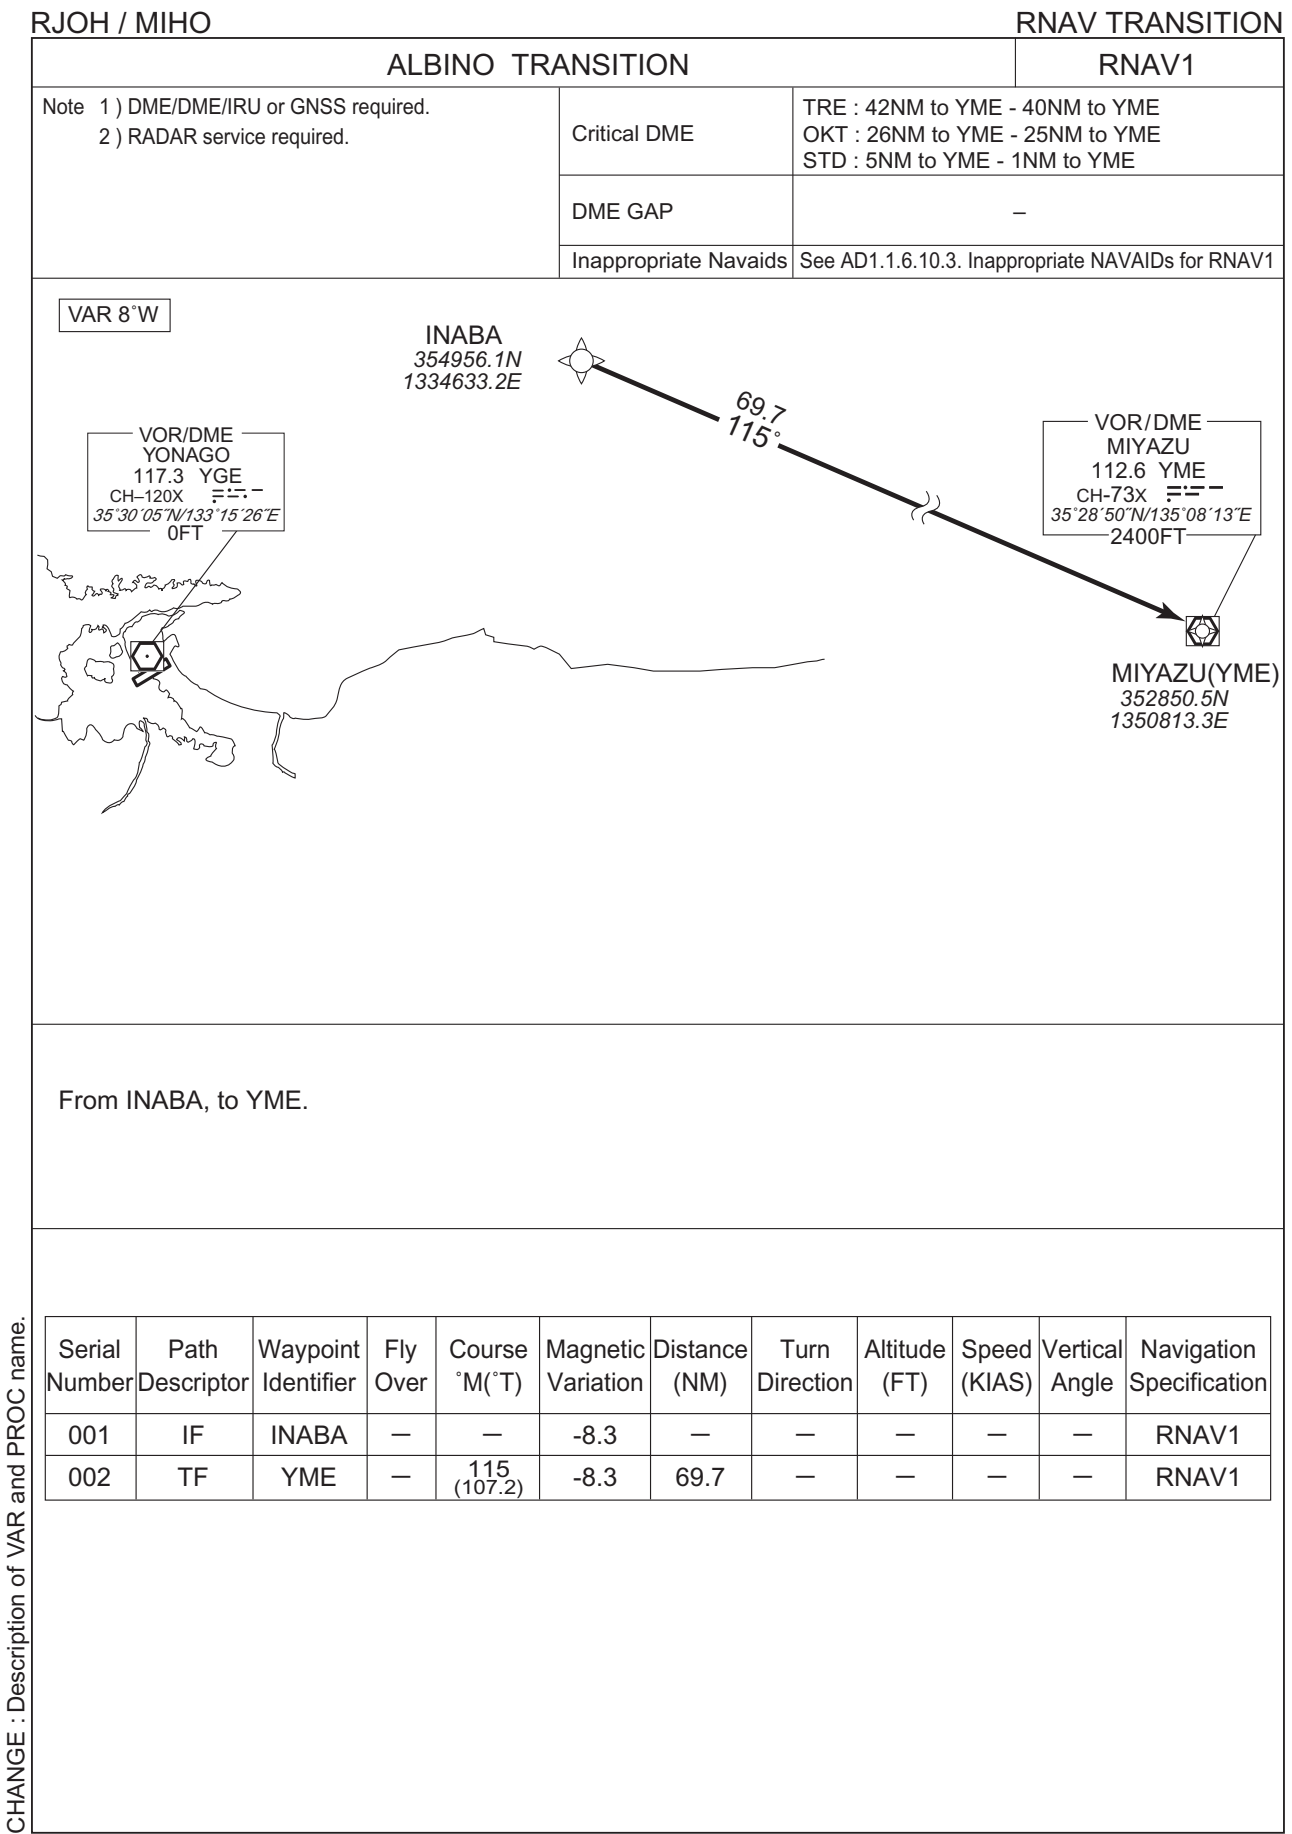 RJOH / MIHO
RNAV TRANSITION
ALBINO TRANSITION
RNAV1
Note 1 ) DME/DME/IRU or GNSS required.
2 ) RADAR service required.
Critical DME
TRE : 42NM to YME - 40NM to YME
OKT : 26NM to YME - 25NM to YME
STD : 5NM to YME - 1NM to YME
DME GAP
–
Inappropriate Navaids
See AD1.1.6.10.3. Inappropriate NAVAIDs for RNAV1
VAR 8˚W
INABA
354956.1N
1334633.2E
69.7
115˚
VOR/DME
YONAGO
117.3 YGE
CH–120X
35˚30´05˝N/133˚15´26˝E
0FT
VOR/DME
MIYAZU
112.6 YME
CH-73X
35˚28´50˝N/135˚08´13˝E
2400FT
MIYAZU(YME)
352850.5N
1350813.3E
From INABA, to YME.
Serial Number
Path Descriptor
Waypoint Identifier
Fly Over
Course ˚M(˚T)
Magnetic Variation
Distance (NM)
Turn Direction
Altitude (FT)
Speed (KIAS)
Vertical Angle
Navigation Specification
001 IF INABA – – -8.3 – – – – – RNAV1
002 TF YME – 115 (107.2) -8.3 69.7 – – – – RNAV1
CHANGE : Description of VAR and PROC name.